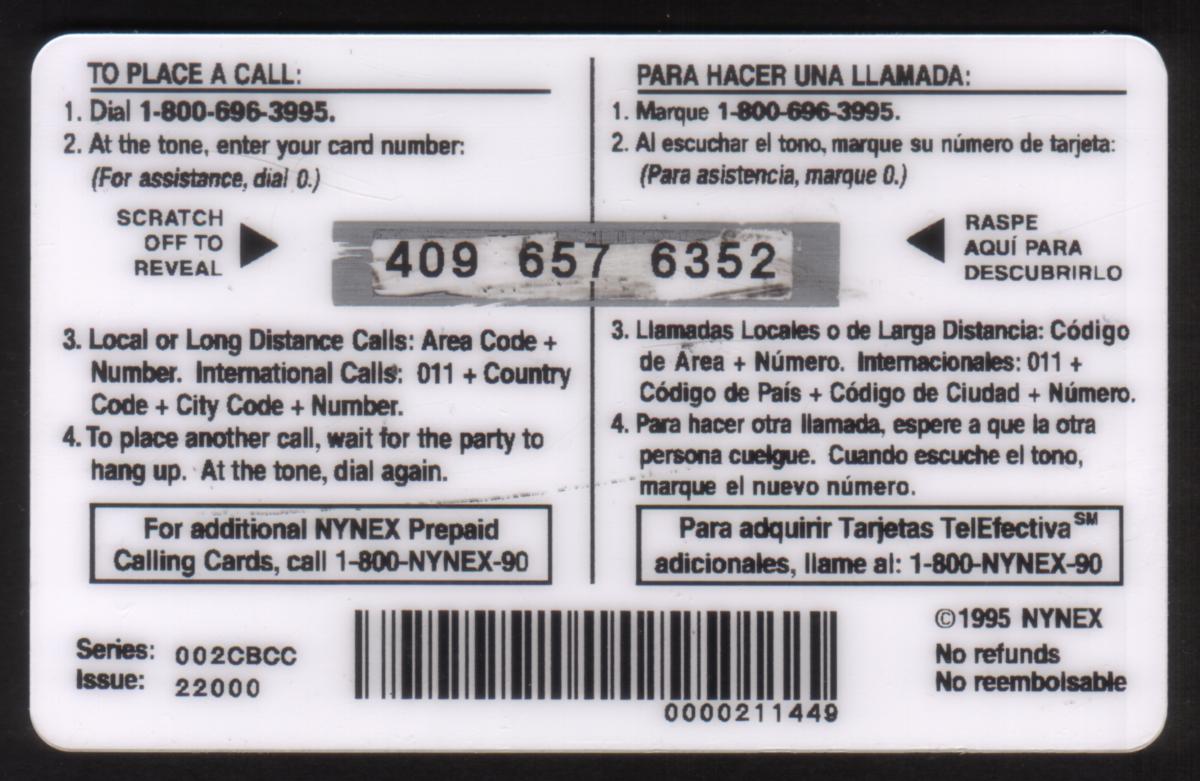 TO PLACE A CALL:
1. Dial 1-800-696-3995.
2. At the tone, enter your card number:
(For assistance, dial 0.)
SCRATCH
OFF TO
REVEAL
409 657 6352
3. Local or Long Distance Calls: Area Code +
Number. International Calls: 011 + Country
Code + City Code + Number.
4. To place another call, wait for the party to
hang up. At the tone, dial again.
For additional NYNEX Prepaid
Calling Cards, call 1-800-NYNEX-90
PARA HACER UNA LLAMADA:
1. Marque 1-800-696-3995.
2. Al escuchar el tono, marque su número de tarjeta:
(Para asistencia, marque 0.)
RASPE
AQUÍ PARA
DESCUBRIRLO
3. Llamadas Locales o de Larga Distancia: Código
de Area + Número. Internacionales: 011 +
Código de País + Código de Ciudad + Número.
4. Para hacer otra llamada, espere a que la otra
persona cuelgue. Cuando escuche el tono,
marque el nuevo número.
Para adquirir Tarjetas TelEfectiva℠
adicionales, llame al: 1-800-NYNEX-90
Series: 002CBCC
Issue: 22000
0000211449
©1995 NYNEX
No refunds
No reembolsable